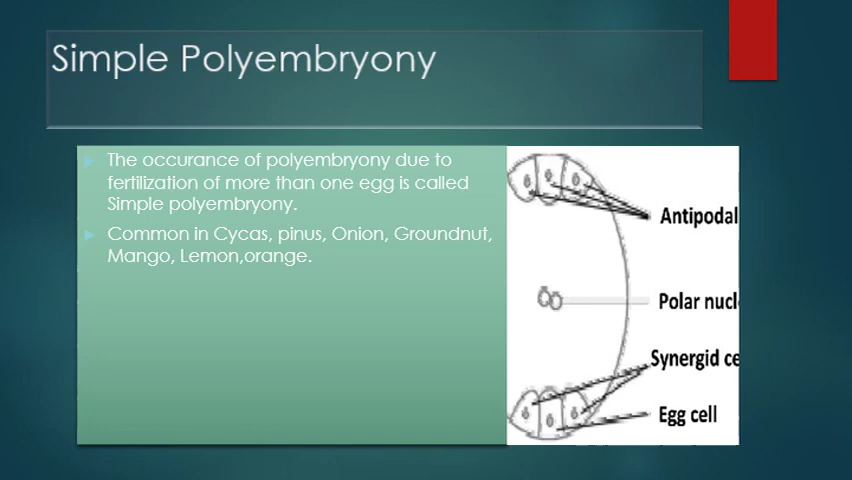 Simple Polyembryony
The occurance of polyembryony due to
fertilization of more than one egg is called
Simple polyembryony.
Common in Cycas, pinus, Onion, Groundnut,
Mango, Lemon,orange.
Antipodal
Polar nucl
Synergid ce
Egg cell